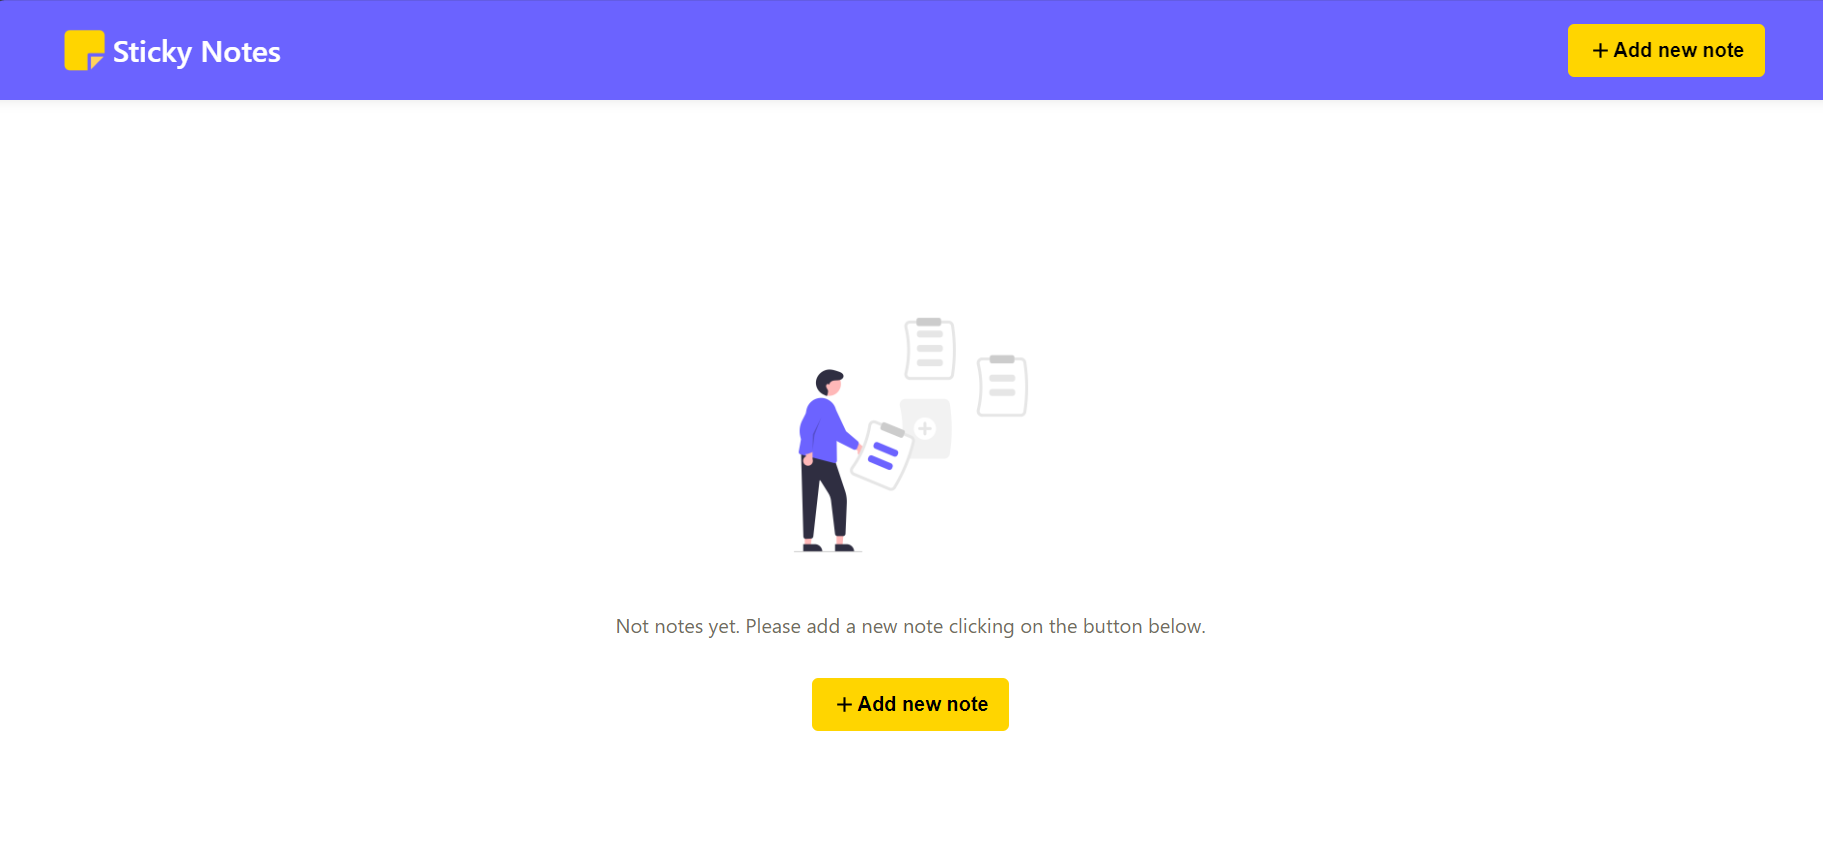 Sticky Notes
+ Add new note
Not notes yet. Please add a new note clicking on the button below.
+ Add new note